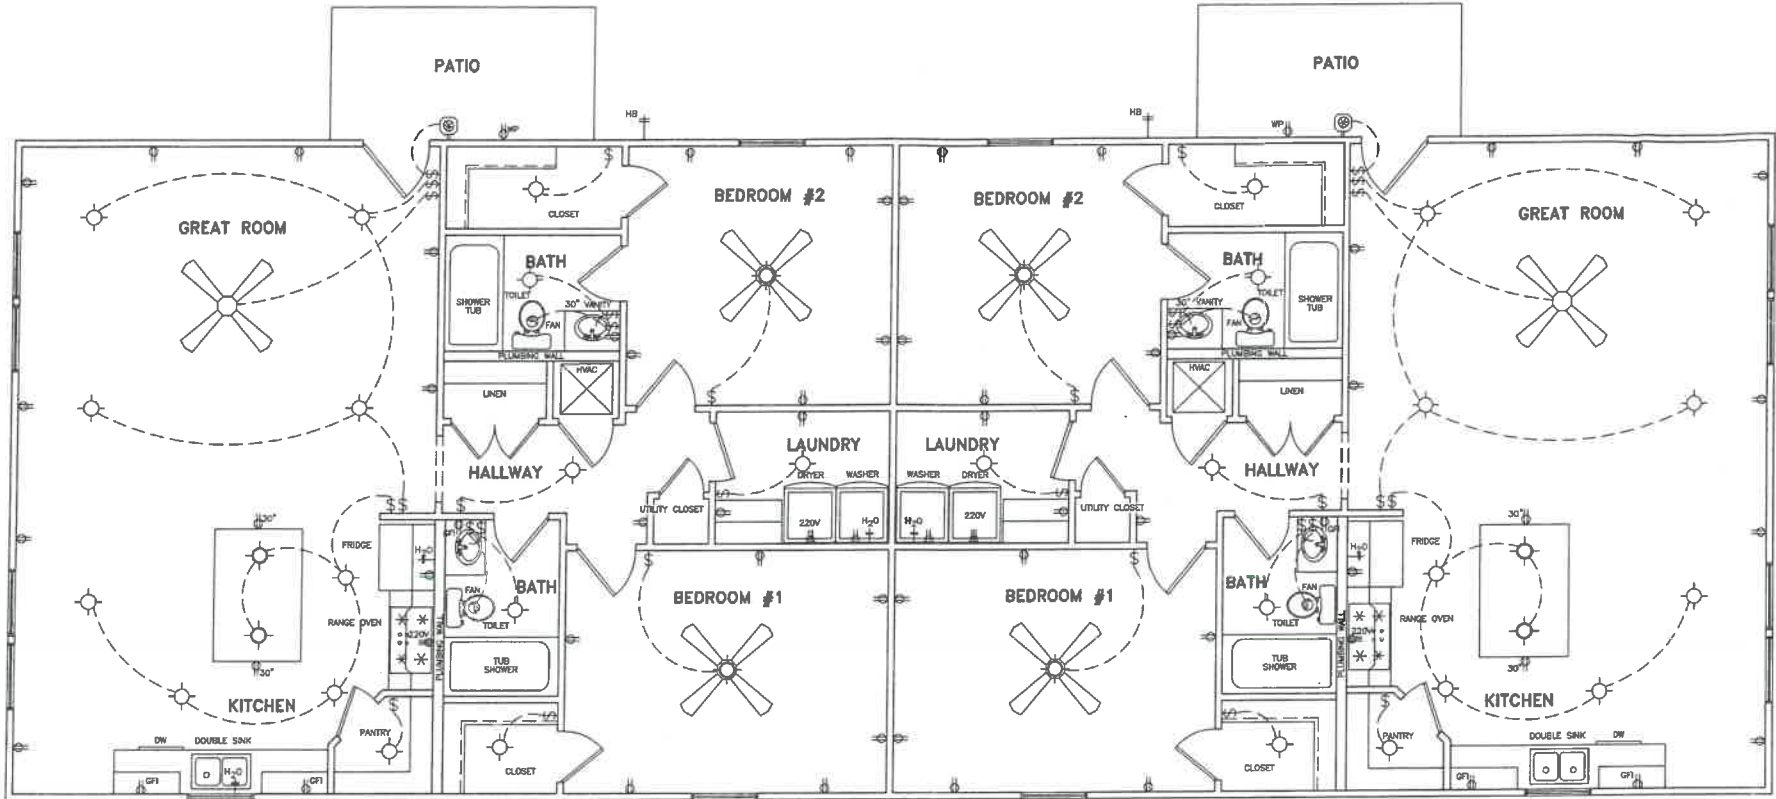 PATIO
PATIO
HB
HB
WP
WP
GREAT ROOM
CLOSET
BEDROOM #2
BEDROOM #2
CLOSET
GREAT ROOM
BATH
BATH
TOILET
TOILET
SHOWER
TUB
30" VANITY
FAN
30" VANITY
FAN
SHOWER
TUB
PLUMBING WALL
PLUMBING WALL
HVAC
HVAC
LINEN
LINEN
HALLWAY
LAUNDRY
LAUNDRY
HALLWAY
DRYER
WASHER
WASHER
DRYER
UTILITY CLOSET
220V
H2O
H2O
220V
UTILITY CLOSET
30"
30"
GFI
GFI
FRIDGE
H2O
H2O
FRIDGE
BATH
BATH
FAN
FAN
TOILET
TOILET
BEDROOM #1
BEDROOM #1
RANGE OVEN
220V
220V
RANGE OVEN
PLUMBING WALL
PLUMBING WALL
TUB
SHOWER
TUB
SHOWER
30"
30"
KITCHEN
KITCHEN
PANTRY
PANTRY
DW
DOUBLE SINK
DOUBLE SINK
DW
CLOSET
CLOSET
GFI
H2O
GFI
GFI
GFI